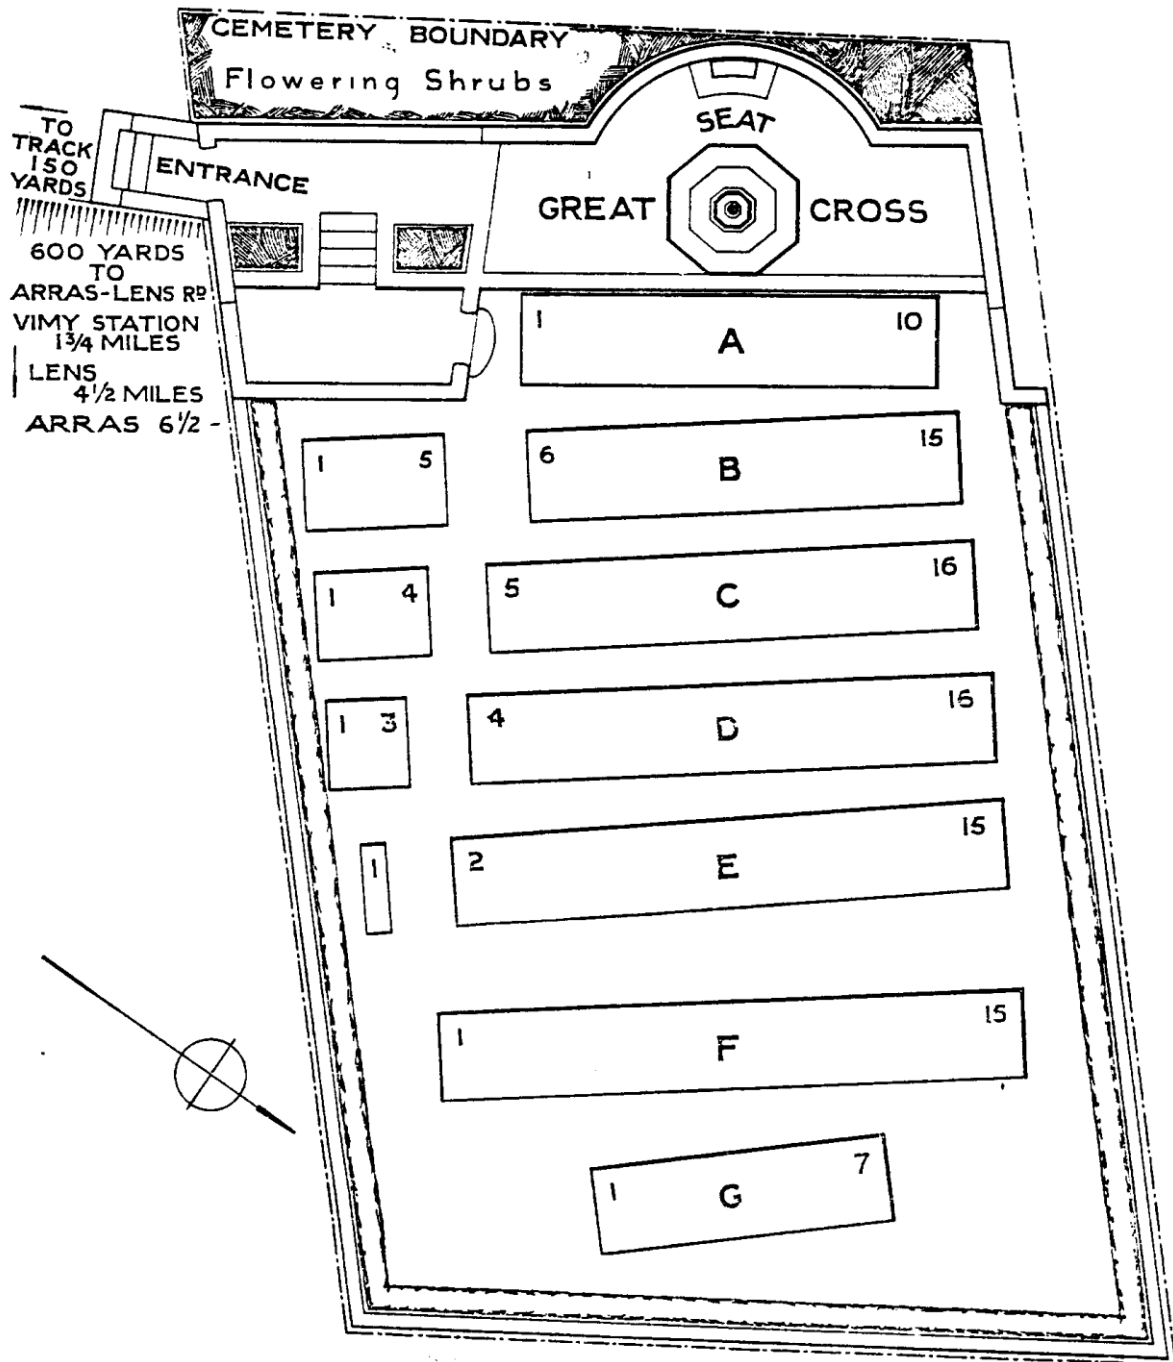 CEMETERY BOUNDARY
Flowering Shrubs
SEAT
TO
TRACK
150
YARDS
ENTRANCE
GREAT CROSS
600 YARDS
TO
ARRAS-LENS RD
VIMY STATION
1¾ MILES
LENS
4½ MILES
ARRAS 6½ -
1 A 10
1 5 6 B 15
1 4 5 C 16
1 3 4 D 16
1 2 E 15
1 F 15
1 G 7